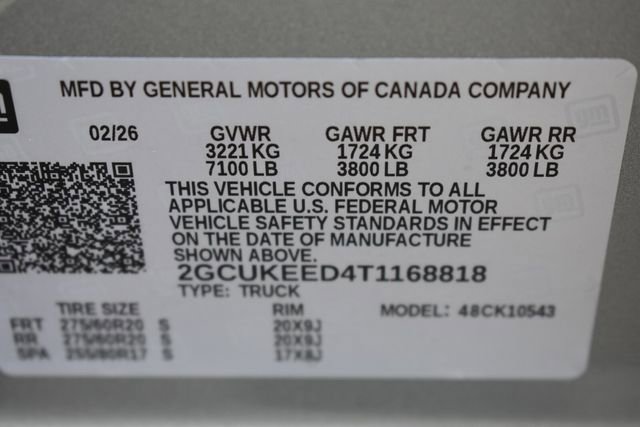 gm
MFD BY GENERAL MOTORS OF CANADA COMPANY
02/26 GVWR GAWR FRT GAWR RR
3221 KG 1724 KG 1724 KG
7100 LB 3800 LB 3800 LB
THIS VEHICLE CONFORMS TO ALL
APPLICABLE U.S. FEDERAL MOTOR
VEHICLE SAFETY STANDARDS IN EFFECT
ON THE DATE OF MANUFACTURE
SHOWN ABOVE.
2GCUKEED4T1168818
TYPE: TRUCK MODEL: 48CK10543
TIRE SIZE RIM
FRT 275/60R20 S 20X9J
RR 275/60R20 S 20X9J
SPA 255/80R17 S 17X8J